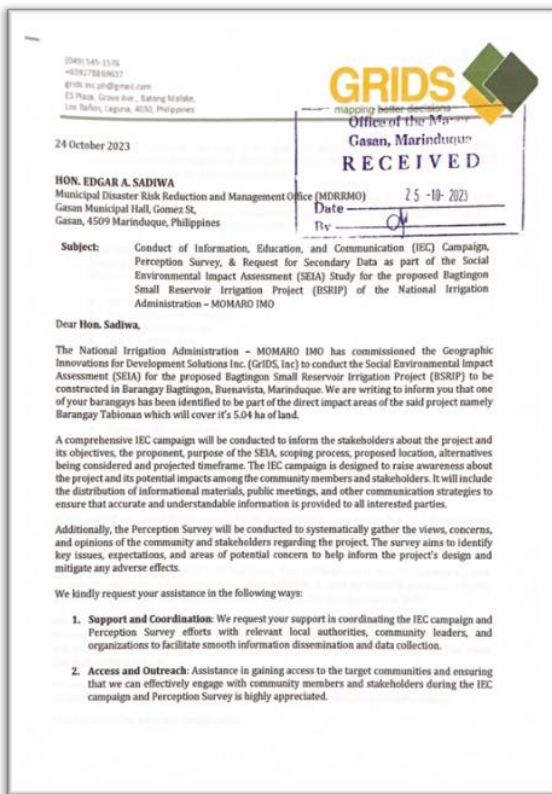 (049) 545-1576
+639278869637
grids.inc.ph@gmail.com
E3 Plaza, Grove Ave., Batong Malake,
Los Baños, Laguna, 4030, Philippines
GRIDS
mapping better decisions
Office of the
Gasan, Marinduque
RECEIVED
25 -10- 2023
Date
By
24 October 2023
HON. EDGAR A. SADIWA
Municipal Disaster Risk Reduction and Management Office (MDRRMO)
Gasan Municipal Hall, Gomez St,
Gasan, 4509 Marinduque, Philippines
Subject: Conduct of Information, Education, and Communication (IEC) Campaign,
Perception Survey, & Request for Secondary Data as part of the Social
Environmental Impact Assessment (SEIA) Study for the proposed Bagtingon
Small Reservoir Irrigation Project (BSRIP) of the National Irrigation
Administration – MOMARO IMO
Dear Hon. Sadiwa,
The National Irrigation Administration – MOMARO IMO has commissioned the Geographic
Innovations for Development Solutions Inc. (GrIDS, Inc) to conduct the Social Environmental Impact
Assessment (SEIA) for the proposed Bagtingon Small Reservoir Irrigation Project (BSRIP) to be
constructed in Barangay Bagtingon, Buenavista, Marinduque. We are writing to inform you that one
of your barangays has been identified to be part of the direct impact areas of the said project namely
Barangay Tabionan which will cover it's 5.04 ha of land.
A comprehensive IEC campaign will be conducted to inform the stakeholders about the project and
its objectives, the proponent, purpose of the SEIA, scoping process, proposed location, alternatives
being considered and projected timeframe. The IEC campaign is designed to raise awareness about
the project and its potential impacts among the community members and stakeholders. It will include
the distribution of informational materials, public meetings, and other communication strategies to
ensure that accurate and understandable information is provided to all interested parties.
Additionally, the Perception Survey will be conducted to systematically gather the views, concerns,
and opinions of the community and stakeholders regarding the project. The survey aims to identify
key issues, expectations, and areas of potential concern to help inform the project's design and
mitigate any adverse effects.
We kindly request your assistance in the following ways:
1. Support and Coordination: We request your support in coordinating the IEC campaign and
Perception Survey efforts with relevant local authorities, community leaders, and
organizations to facilitate smooth information dissemination and data collection.
2. Access and Outreach: Assistance in gaining access to the target communities and ensuring
that we can effectively engage with community members and stakeholders during the IEC
campaign and Perception Survey is highly appreciated.